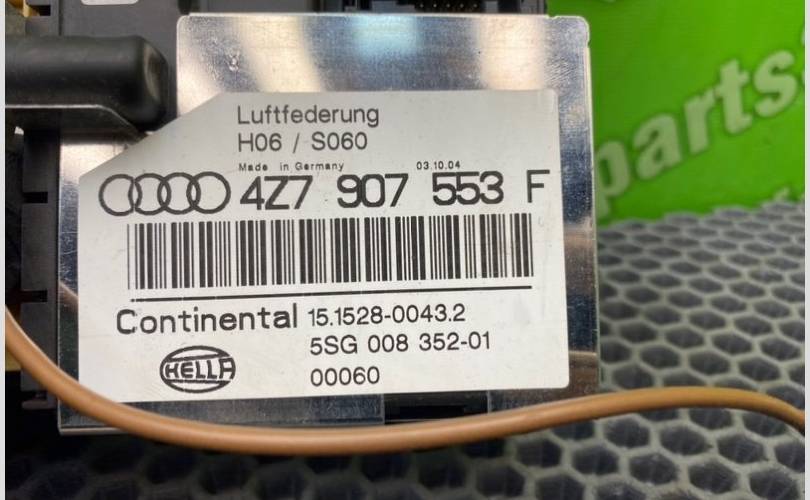 Luftfederung
H06 / S060
Made in Germany 03.10.04
4Z7 907 553 F
Continental 15.1528-0043.2
5SG 008 352-01
HELLA
00060
parts